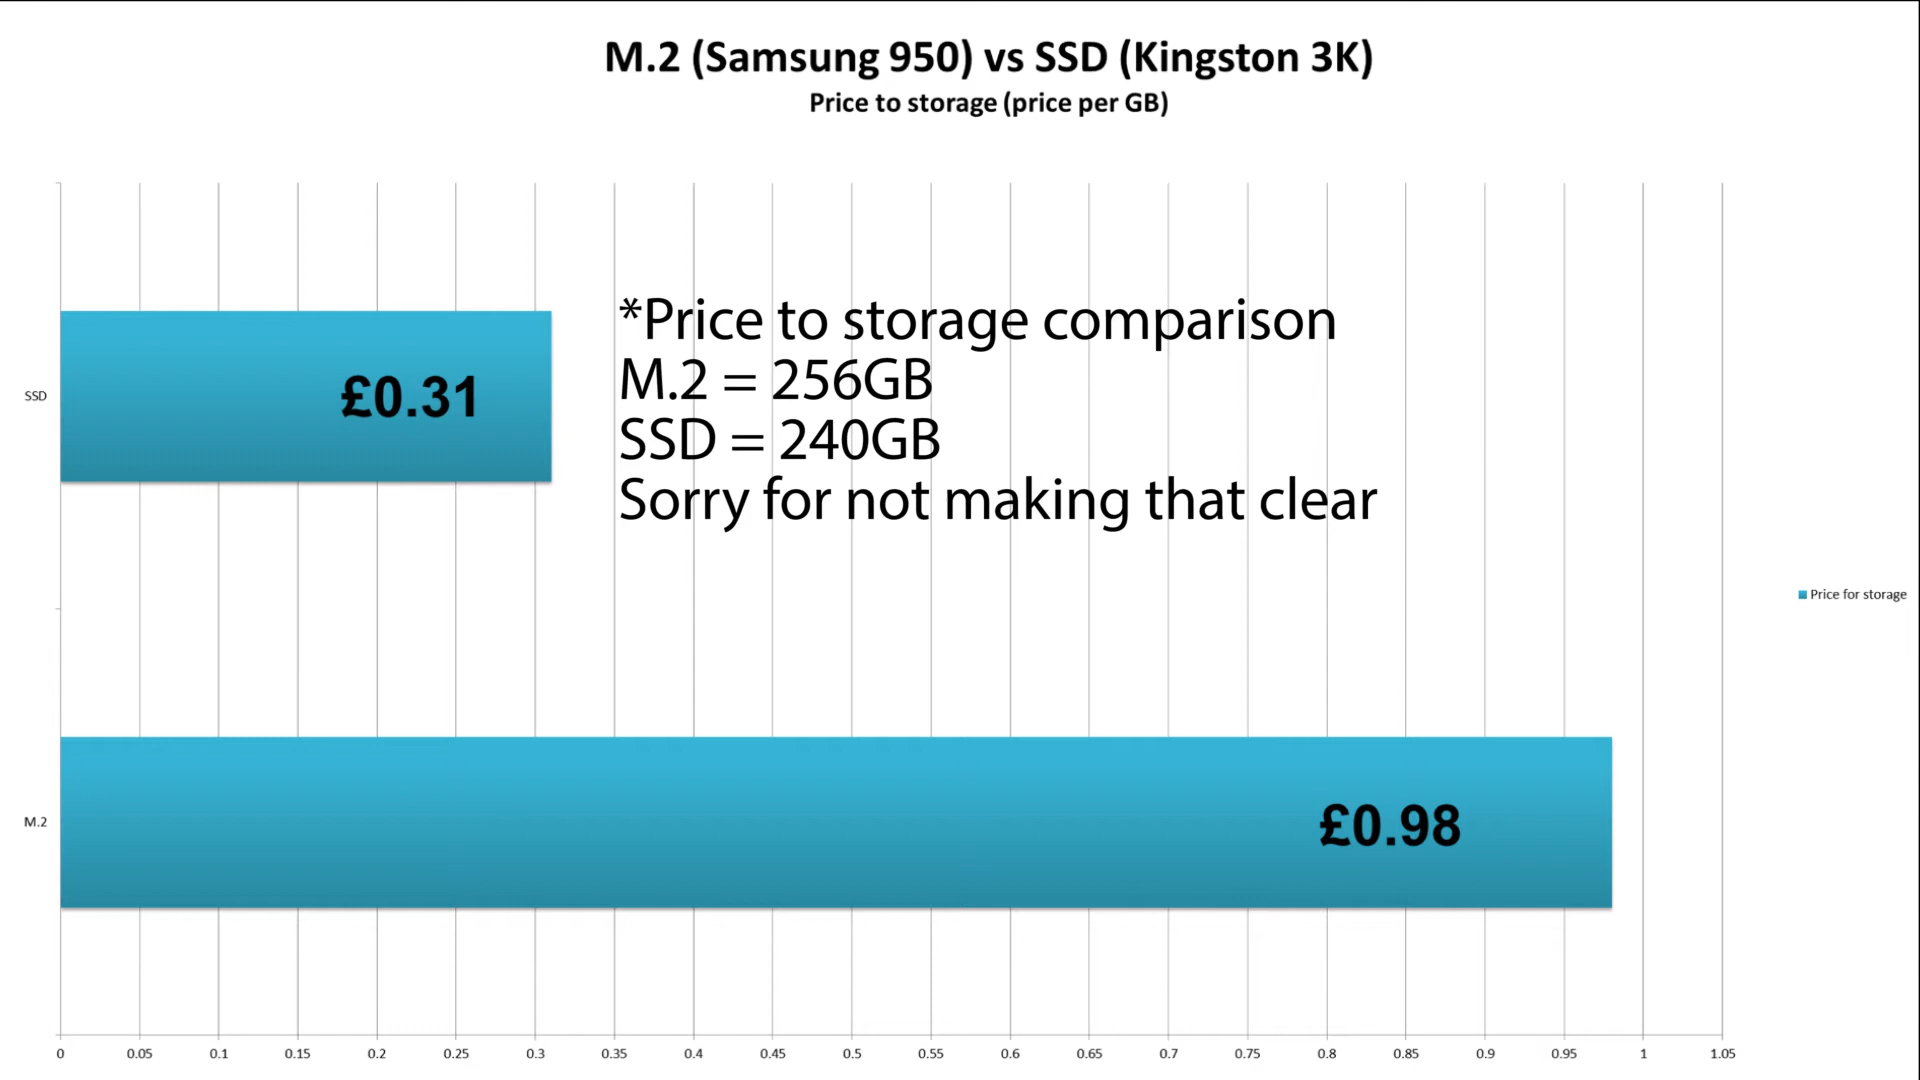 M.2 (Samsung 950) vs SSD (Kingston 3K)
Price to storage (price per GB)
*Price to storage comparison
M.2 = 256GB
SSD = 240GB
Sorry for not making that clear
SSD
£0.31
Price for storage
M.2
£0.98
0 0.05 0.1 0.15 0.2 0.25 0.3 0.35 0.4 0.45 0.5 0.55 0.6 0.65 0.7 0.75 0.8 0.85 0.9 0.95 1 1.05